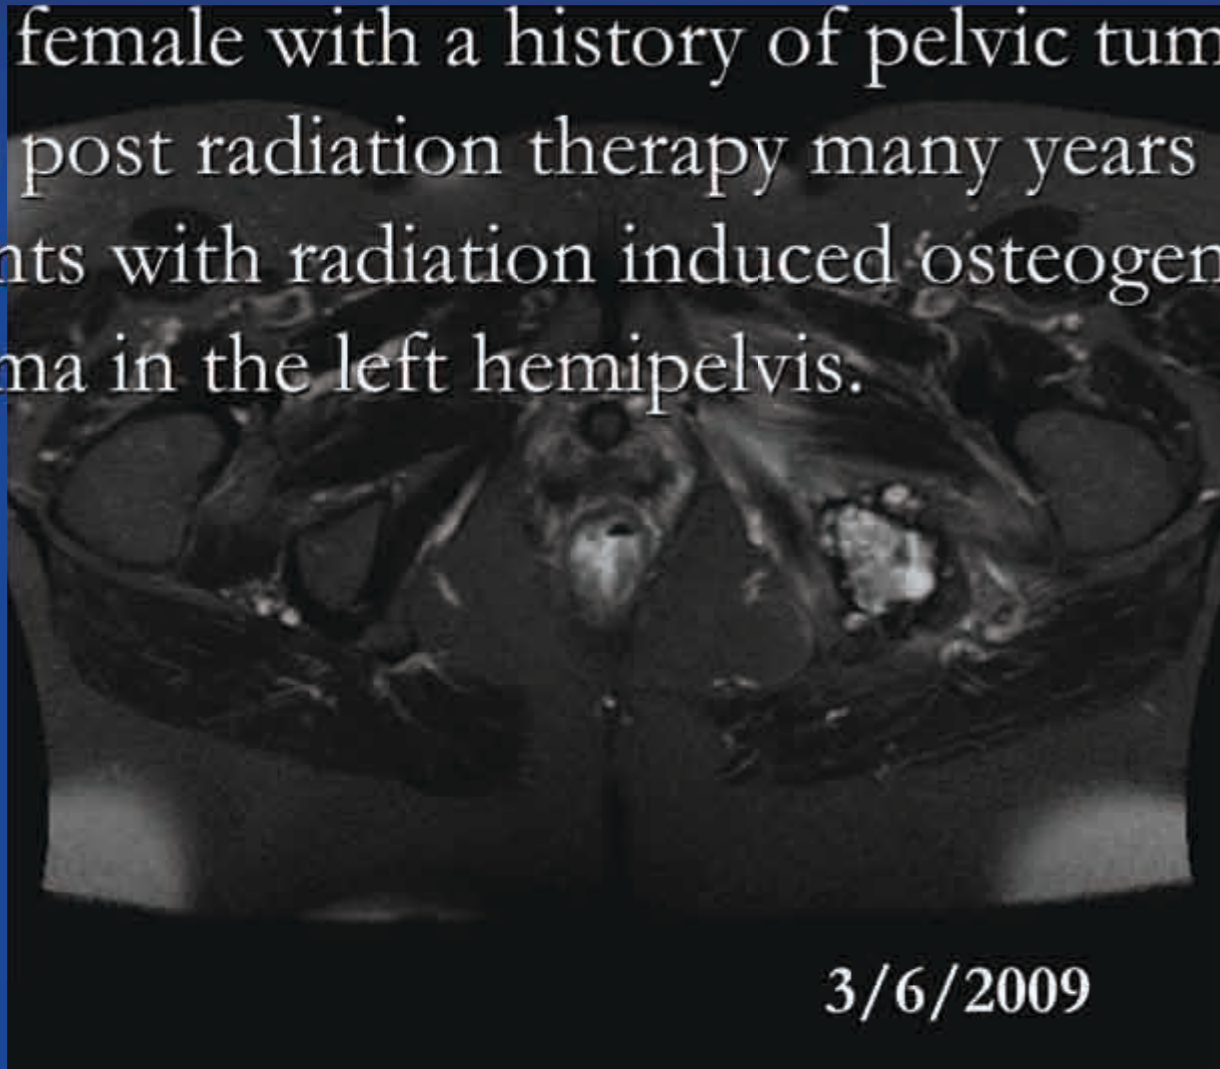 female with a history of pelvic tum
post radiation therapy many years
nts with radiation induced osteogen
ma in the left hemipelvis.
3/6/2009